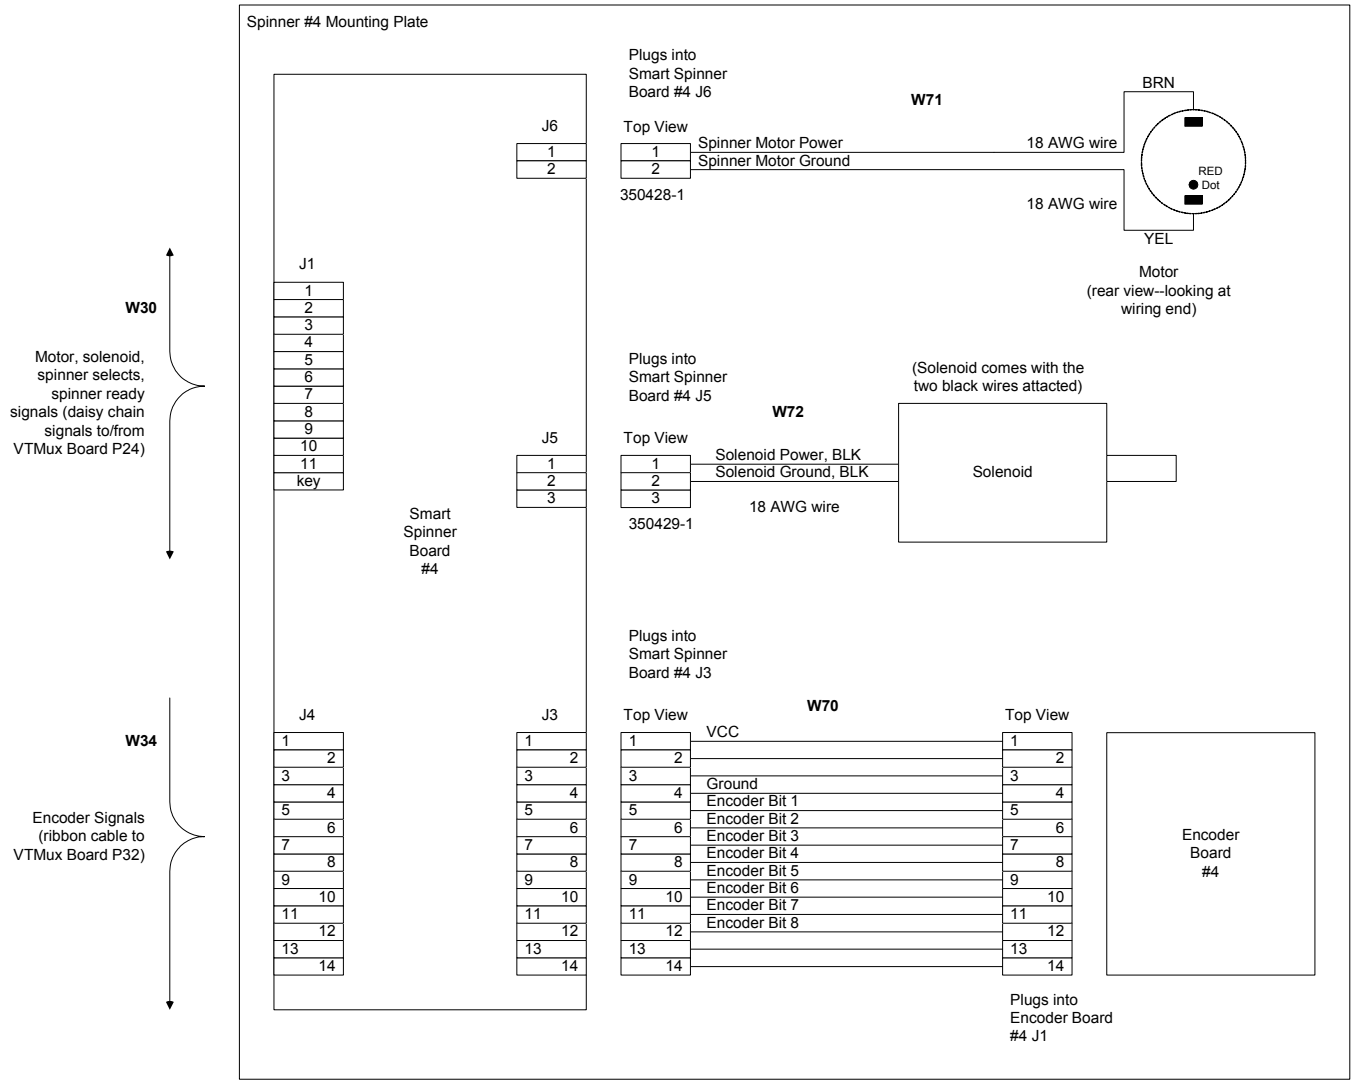 Spinner #4 Mounting Plate
Plugs into
Smart Spinner
Board #4 J6
W71
BRN
J6
Top View
1
2
1
2
Spinner Motor Power
Spinner Motor Ground
18 AWG wire
350428-1
18 AWG wire
RED
Dot
YEL
Motor
(rear view--looking at
wiring end)
W30
Motor, solenoid,
spinner selects,
spinner ready
signals (daisy chain
signals to/from
VTMux Board P24)
J1
1
2
3
4
5
6
7
8
9
10
11
key
Plugs into
Smart Spinner
Board #4 J5
W72
(Solenoid comes with the
two black wires attacted)
J5
Top View
1
2
3
1
2
3
Solenoid Power, BLK
Solenoid Ground, BLK
18 AWG wire
350429-1
Solenoid
Smart
Spinner
Board
#4
Plugs into
Smart Spinner
Board #4 J3
W70
W34
Encoder Signals
(ribbon cable to
VTMux Board P32)
J4
1
2
3
4
5
6
7
8
9
10
11
12
13
14
J3
1
2
3
4
5
6
7
8
9
10
11
12
13
14
Top View
1
2
3
4
5
6
7
8
9
10
11
12
13
14
VCC
Ground
Encoder Bit 1
Encoder Bit 2
Encoder Bit 3
Encoder Bit 4
Encoder Bit 5
Encoder Bit 6
Encoder Bit 7
Encoder Bit 8
Top View
1
2
3
4
5
6
7
8
9
10
11
12
13
14
Plugs into
Encoder Board
#4 J1
Encoder
Board
#4